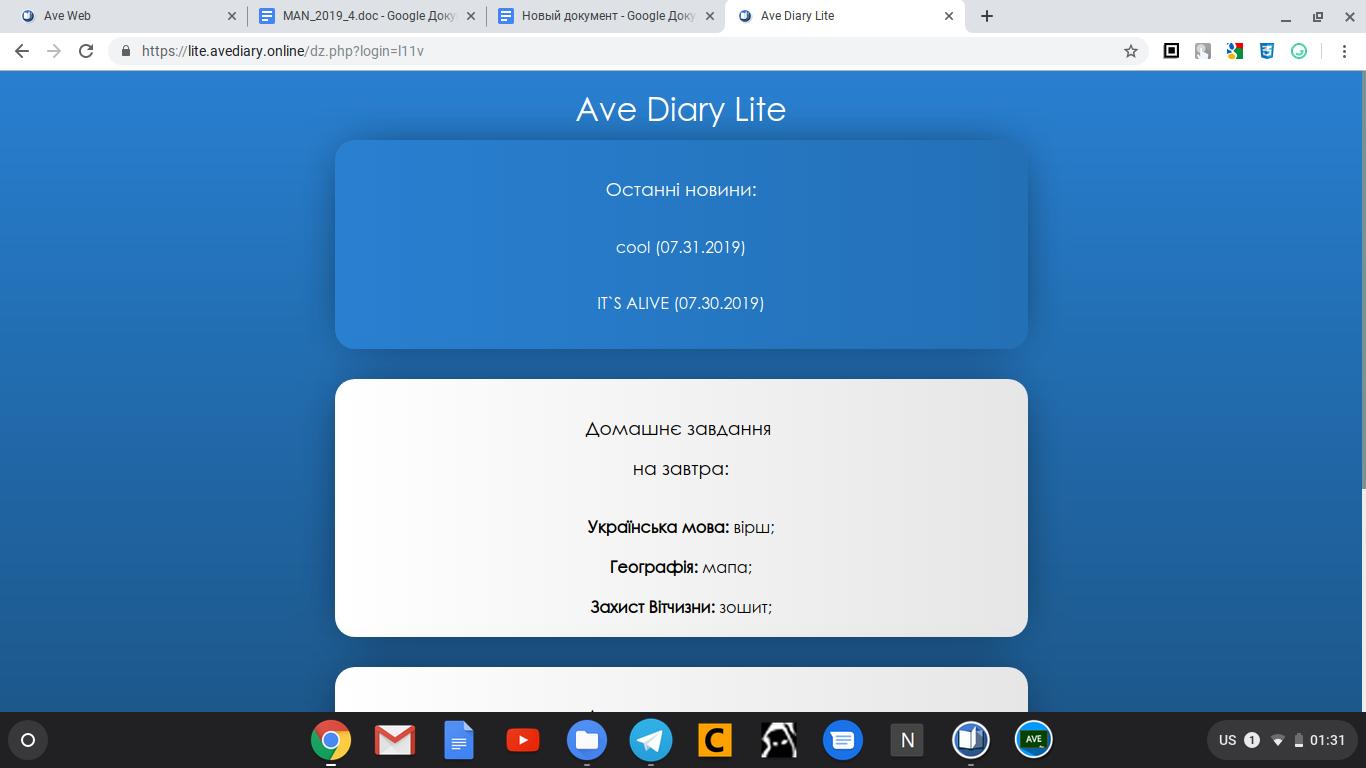 Ave Web
MAN_2019_4.doc - Google Доку
Новый документ - Google Доку
Ave Diary Lite
https://lite.avediary.online/dz.php?login=l11v
Ave Diary Lite
Останні новини:
cool (07.31.2019)
IT`S ALIVE (07.30.2019)
Домашнє завдання
на завтра:
Українська мова: вірш;
Географія: мапа;
Захист Вітчизни: зошит;
C
N
AVE
US 1 01:31